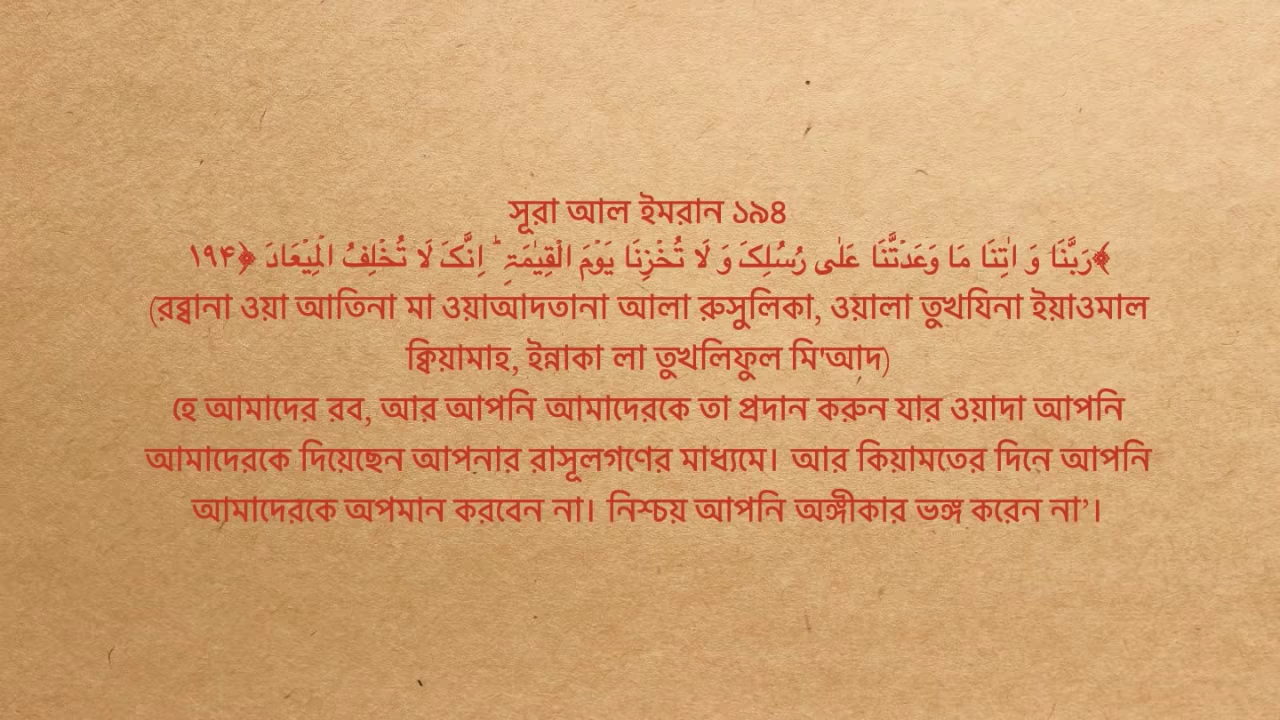 সূরা আল ইমরান ১৯৪
﴾رَبَّنَا وَ اٰتِنَا مَا وَعَدۡتَّنَا عَلٰی رُسُلِکَ وَ لَا تُخۡزِنَا یَوۡمَ الۡقِیٰمَۃِ ؕ اِنَّکَ لَا تُخۡلِفُ الۡمِیۡعَادَ ﴿۱۹۴
(রব্বানা ওয়া আতিনা মা ওয়াআদতানা আলা রুসুলিকা, ওয়ালা তুখযিনা ইয়াওমাল
ক্বিয়ামাহ, ইন্নাকা লা তুখলিফুল মি'আদ)
হে আমাদের রব, আর আপনি আমাদেরকে তা প্রদান করুন যার ওয়াদা আপনি
আমাদেরকে দিয়েছেন আপনার রাসূলগণের মাধ্যমে। আর কিয়ামতের দিনে আপনি
আমাদেরকে অপমান করবেন না। নিশ্চয় আপনি অঙ্গীকার ভঙ্গ করেন না’।